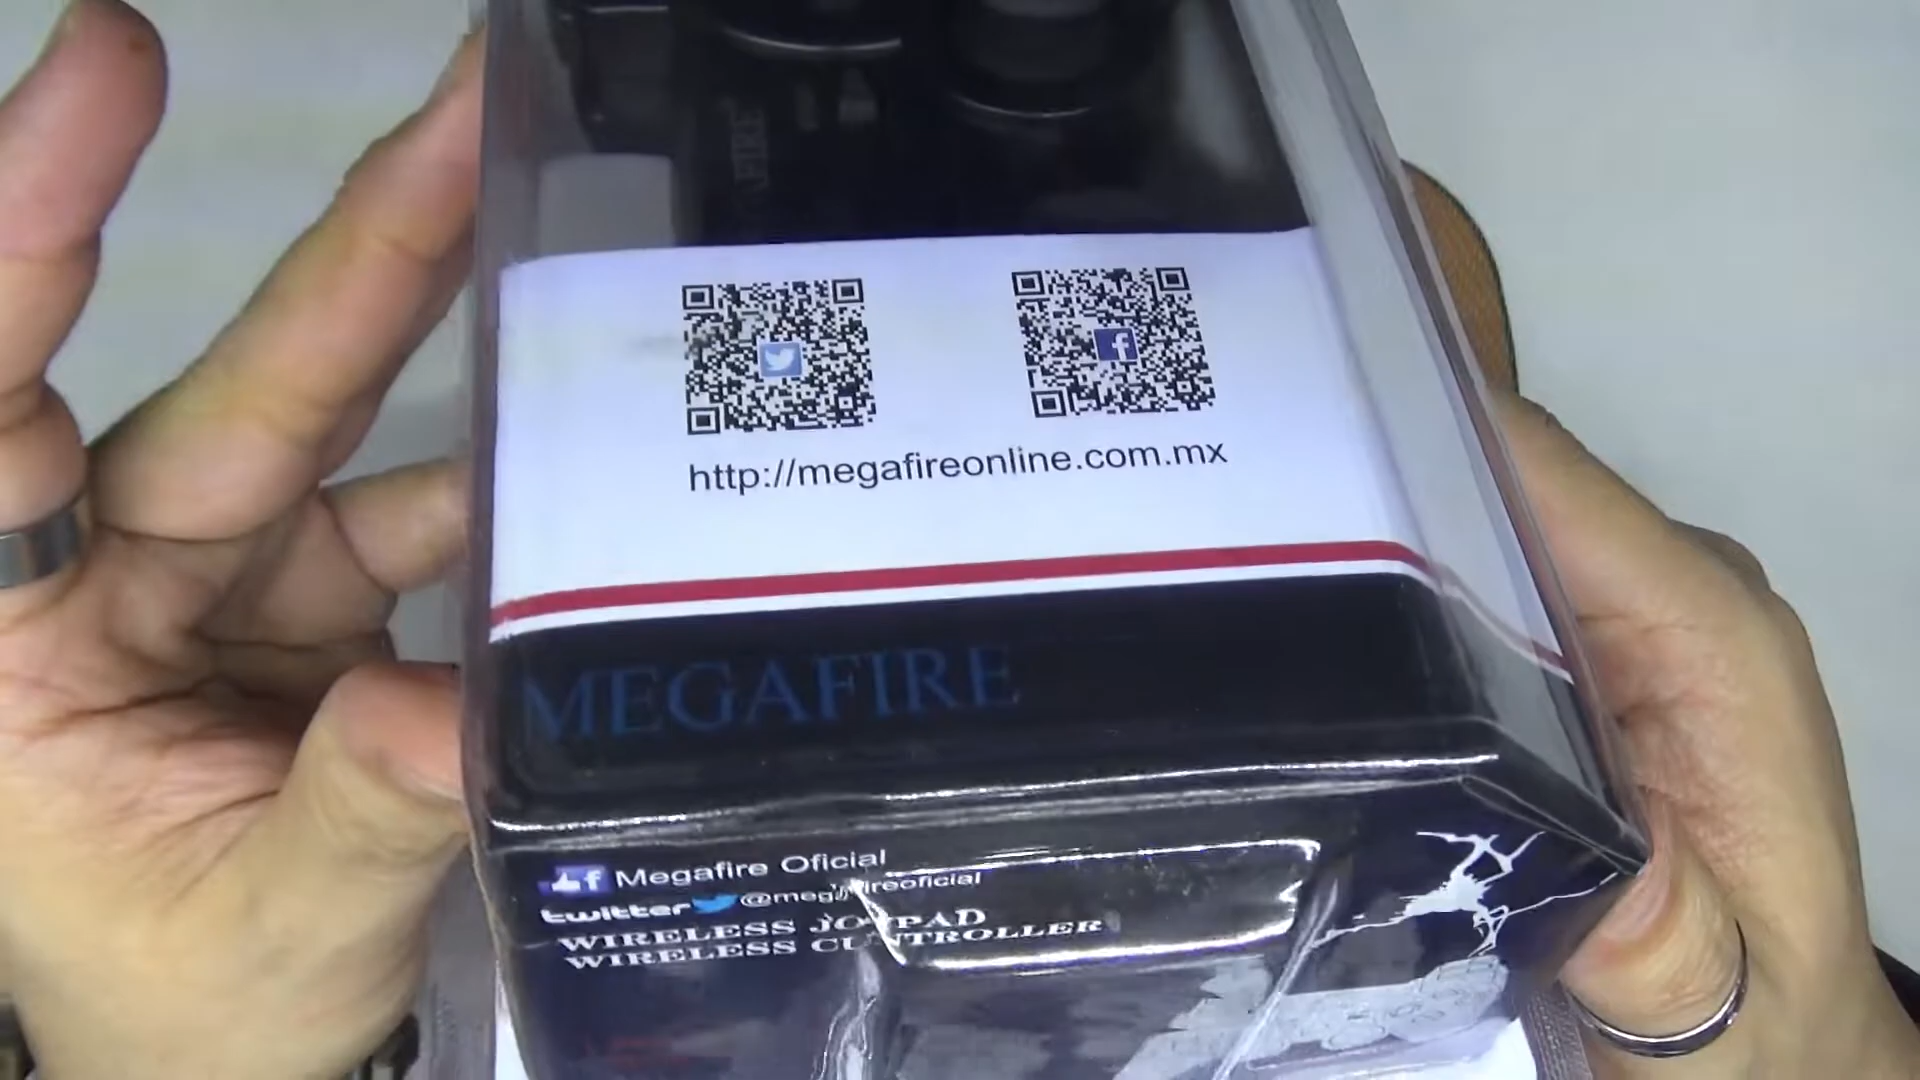 http://megafireonline.com.mx
MEGAFIRE
f Megafire Oficial
twitter
WIRELESS
WIRELESS